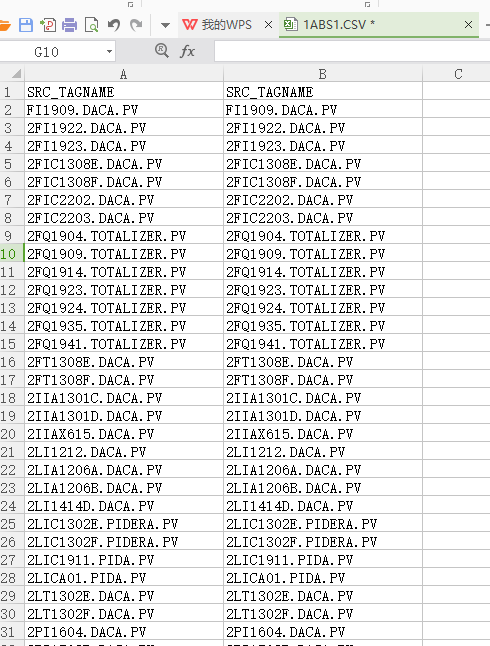 我的WPS × 1ABS1.CSV * ×
G10 fx
A B C
1 SRC_TAGNAME SRC_TAGNAME
2 FI1909.DACA.PV FI1909.DACA.PV
3 2FI1922.DACA.PV 2FI1922.DACA.PV
4 2FI1923.DACA.PV 2FI1923.DACA.PV
5 2FIC1308E.DACA.PV 2FIC1308E.DACA.PV
6 2FIC1308F.DACA.PV 2FIC1308F.DACA.PV
7 2FIC2202.DACA.PV 2FIC2202.DACA.PV
8 2FIC2203.DACA.PV 2FIC2203.DACA.PV
9 2FQ1904.TOTALIZER.PV 2FQ1904.TOTALIZER.PV
10 2FQ1909.TOTALIZER.PV 2FQ1909.TOTALIZER.PV
11 2FQ1914.TOTALIZER.PV 2FQ1914.TOTALIZER.PV
12 2FQ1923.TOTALIZER.PV 2FQ1923.TOTALIZER.PV
13 2FQ1924.TOTALIZER.PV 2FQ1924.TOTALIZER.PV
14 2FQ1935.TOTALIZER.PV 2FQ1935.TOTALIZER.PV
15 2FQ1941.TOTALIZER.PV 2FQ1941.TOTALIZER.PV
16 2FT1308E.DACA.PV 2FT1308E.DACA.PV
17 2FT1308F.DACA.PV 2FT1308F.DACA.PV
18 2IIA1301C.DACA.PV 2IIA1301C.DACA.PV
19 2IIA1301D.DACA.PV 2IIA1301D.DACA.PV
20 2IIAX615.DACA.PV 2IIAX615.DACA.PV
21 2LI1212.DACA.PV 2LI1212.DACA.PV
22 2LIA1206A.DACA.PV 2LIA1206A.DACA.PV
23 2LIA1206B.DACA.PV 2LIA1206B.DACA.PV
24 2LI1414D.DACA.PV 2LI1414D.DACA.PV
25 2LIC1302E.PIDERA.PV 2LIC1302E.PIDERA.PV
26 2LIC1302F.PIDERA.PV 2LIC1302F.PIDERA.PV
27 2LIC1911.PIDA.PV 2LIC1911.PIDA.PV
28 2LICA01.PIDA.PV 2LICA01.PIDA.PV
29 2LT1302E.DACA.PV 2LT1302E.DACA.PV
30 2LT1302F.DACA.PV 2LT1302F.DACA.PV
31 2PI1604.DACA.PV 2PI1604.DACA.PV